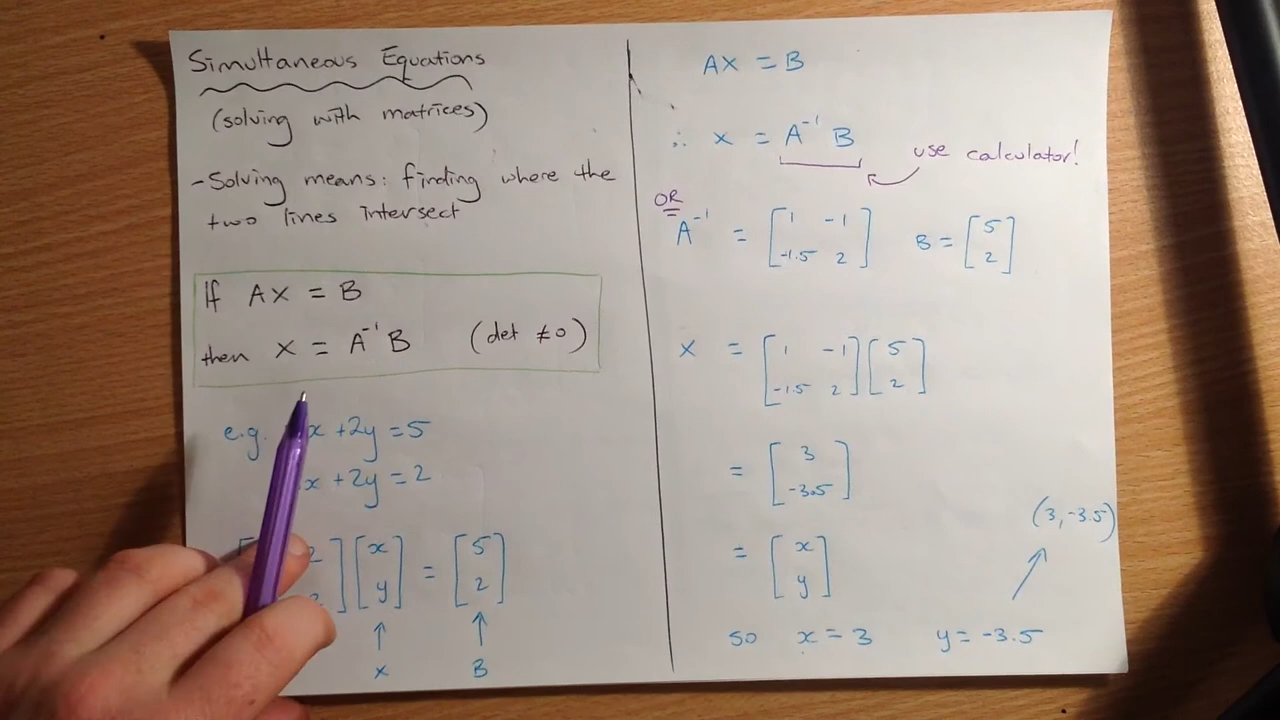 Simultaneous Equations
(solving with matrices)
-Solving means: finding where the
two lines intersect
If AX = B
then X = A⁻¹B (det ≠0)
e.g. x +2y =5
x +2y =2
2] [x = [5
y] 2]
↑ ↑
X B
AX = B
∴ X = A⁻¹ B
use calculator!
OR
A⁻¹ = [1 -1
-1.5 2] B = [5
2]
X = [1 -1 [5
-1.5 2] 2]
= [3
-3.5]
= [x
y]
(3, -3.5)
so x = 3 y = -3.5